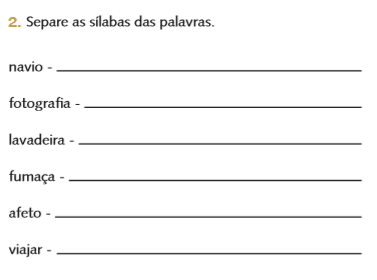 2. Separe as sílabas das palavras.
navio -
fotografia -
lavadeira -
fumaça -
afeto -
viajar -